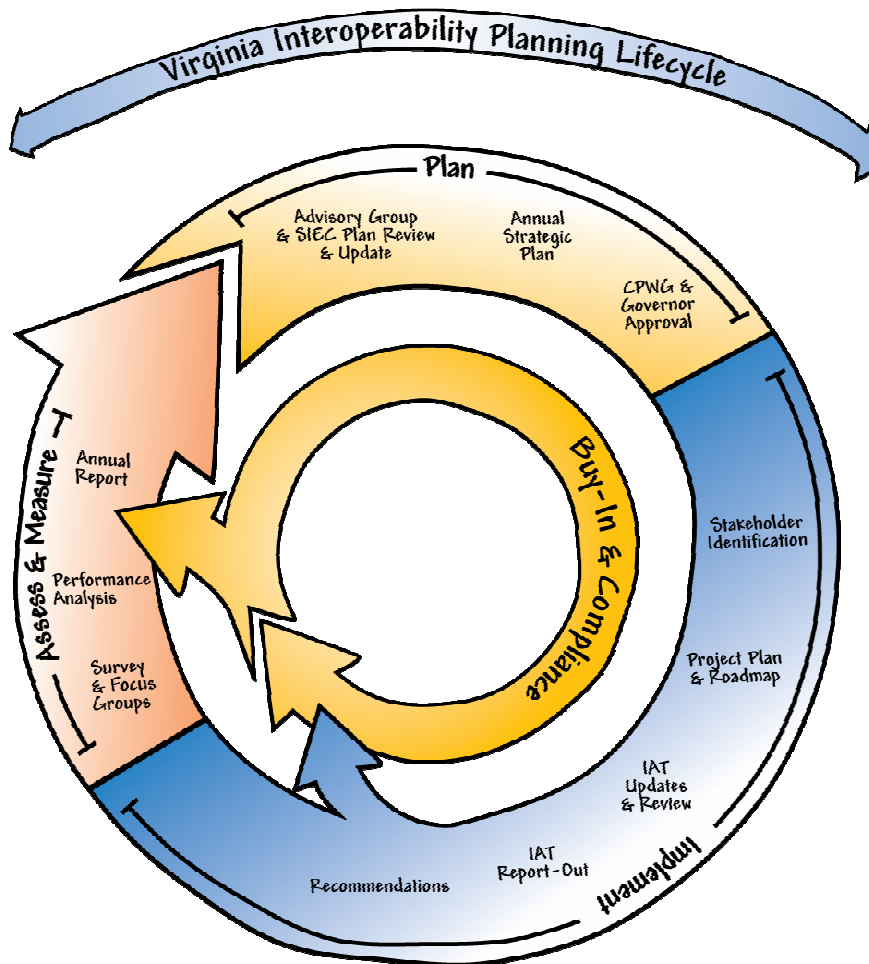 Virginia Interoperability Planning Lifecycle
Plan
Advisory Group
& SIEC Plan Review
& Update
Annual
Strategic
Plan
CPWG &
Governor
Approval
Stakeholder
Identification
Project Plan
& Roadmap
IAT
Updates
& Review
IAT
Report-Out
Recommendations
Implement
Survey
& Focus
Groups
Performance
Analysis
Annual
Report
Assess & Measure
Buy-In & Compliance